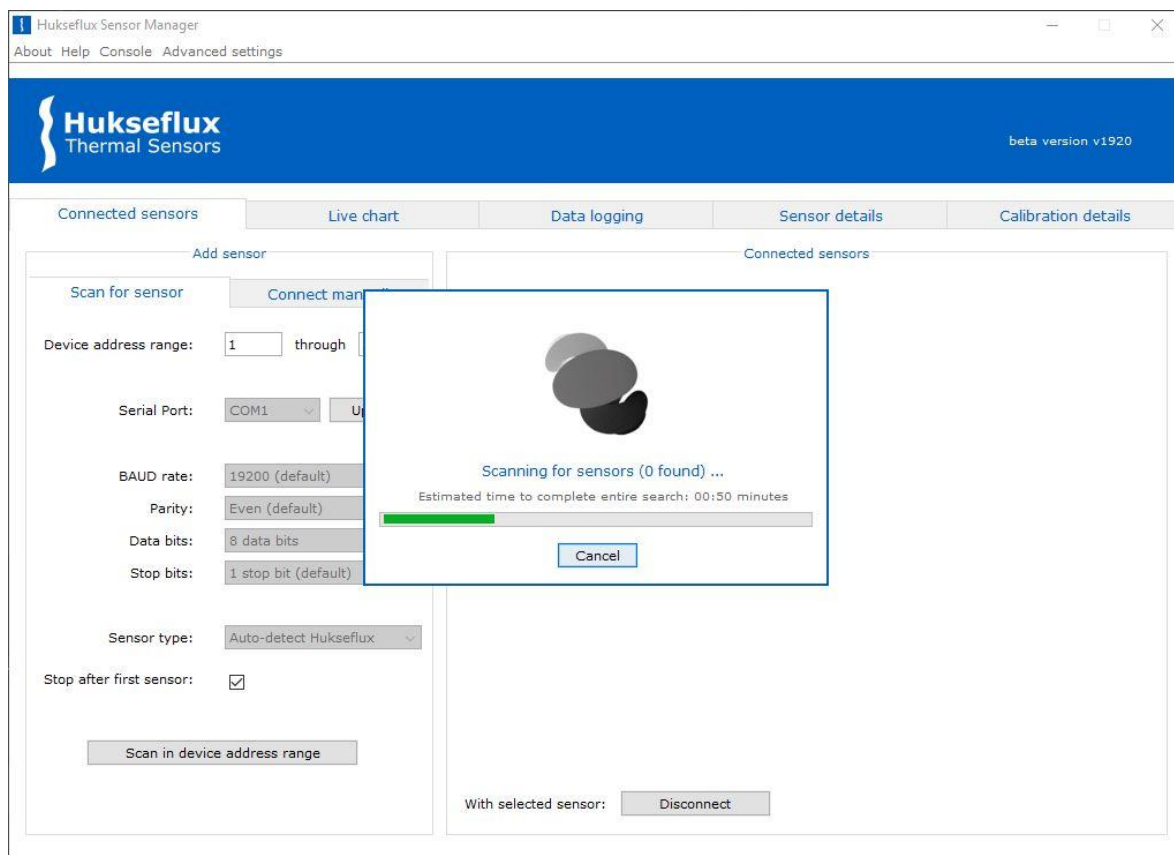 Hukseflux Sensor Manager
About Help Console Advanced settings
Hukseflux
Thermal Sensors
beta version v1920
Connected sensors Live chart Data logging Sensor details Calibration details
Add sensor
Scan for sensor Connect man
Device address range: 1 through
Serial Port: COM1 U
BAUD rate: 19200 (default)
Parity: Even (default)
Data bits: 8 data bits
Stop bits: 1 stop bit (default)
Sensor type: Auto-detect Hukseflux
Stop after first sensor:
Scan in device address range
Connected sensors
Scanning for sensors (0 found) ...
Estimated time to complete entire search: 00:50 minutes
Cancel
With selected sensor: Disconnect